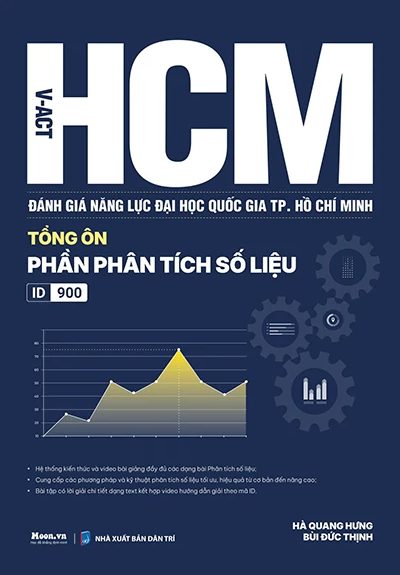 HCM
V-ACT
ĐÁNH GIÁ NĂNG LỰC ĐẠI HỌC QUỐC GIA TP. HỒ CHÍ MINH
TỔNG ÔN
PHẦN PHÂN TÍCH SỐ LIỆU
ID 900
80
70
60
50
40
30
20
10
• Hệ thống kiến thức và video bài giảng đầy đủ các dạng bài Phân tích số liệu;
• Cung cấp các phương pháp và kỹ thuật phân tích số liệu tối ưu, hiệu quả từ cơ bản đến nâng cao;
• Bài tập có lời giải chi tiết dạng text kết hợp video hướng dẫn giải theo mã ID.
HÀ QUANG HƯNG
BÙI ĐỨC THỊNH
Moon.vn
Học để khẳng định mình
NHÀ XUẤT BẢN DÂN TRÍ